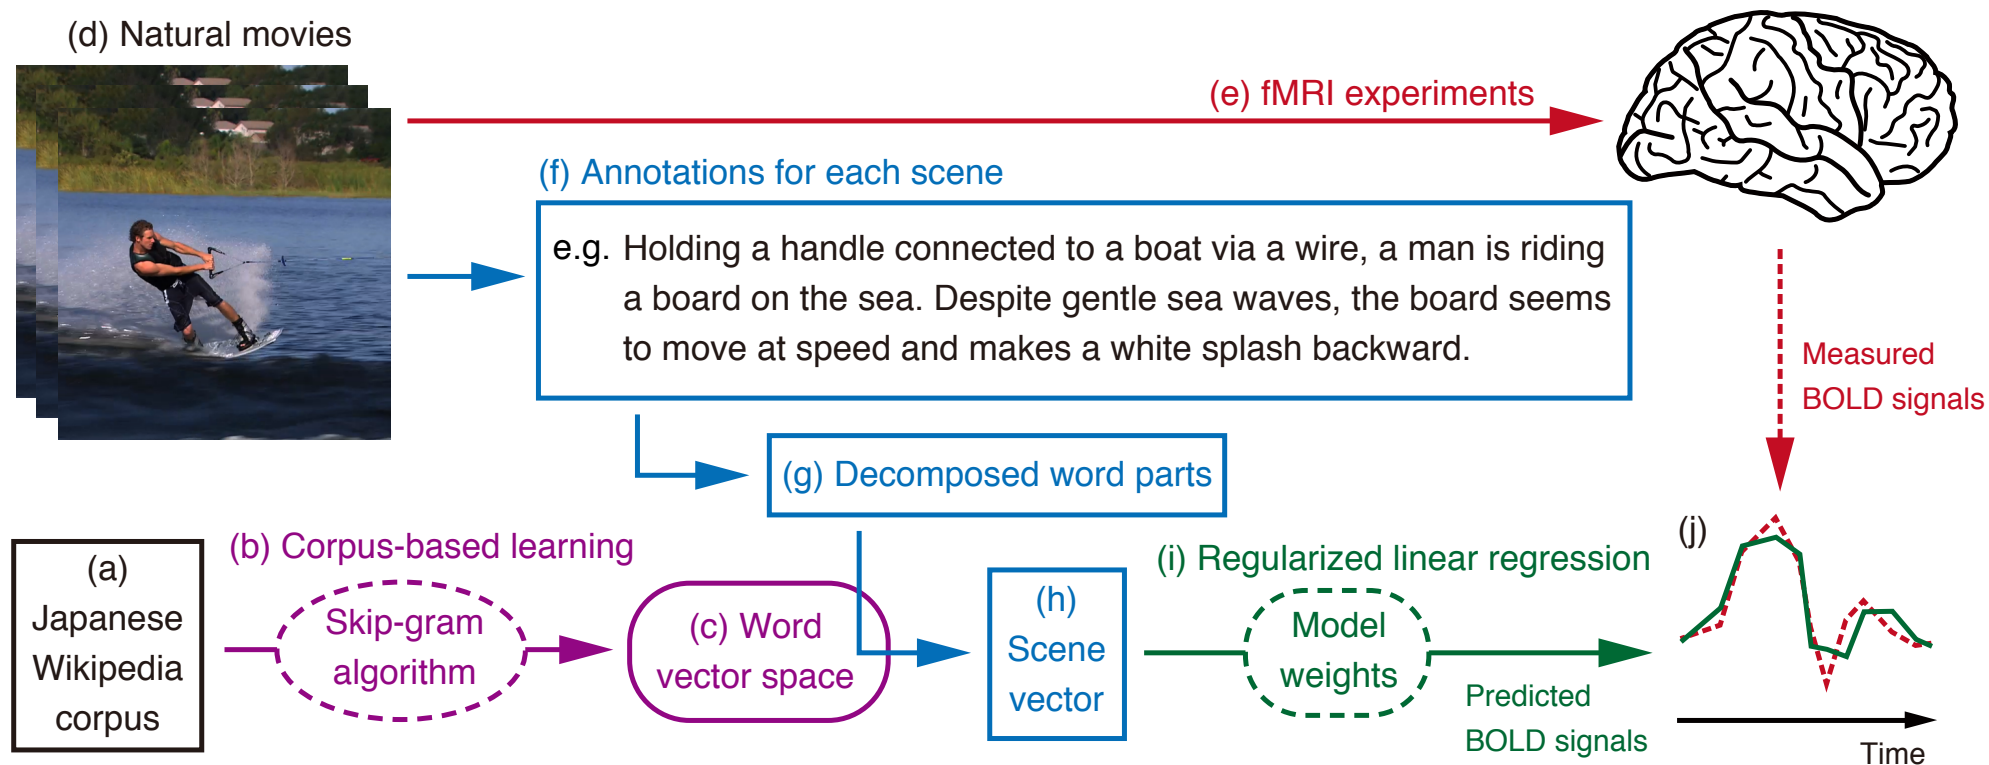 (d) Natural movies
(e) fMRI experiments
(f) Annotations for each scene
e.g. Holding a handle connected to a boat via a wire, a man is riding
a board on the sea. Despite gentle sea waves, the board seems
to move at speed and makes a white splash backward.
Measured
BOLD signals
(g) Decomposed word parts
(a)
Japanese
Wikipedia
corpus
(b) Corpus-based learning
Skip-gram
algorithm
(c) Word
vector space
(h)
Scene
vector
(i) Regularized linear regression
Model
weights
Predicted
BOLD signals
(j)
Time